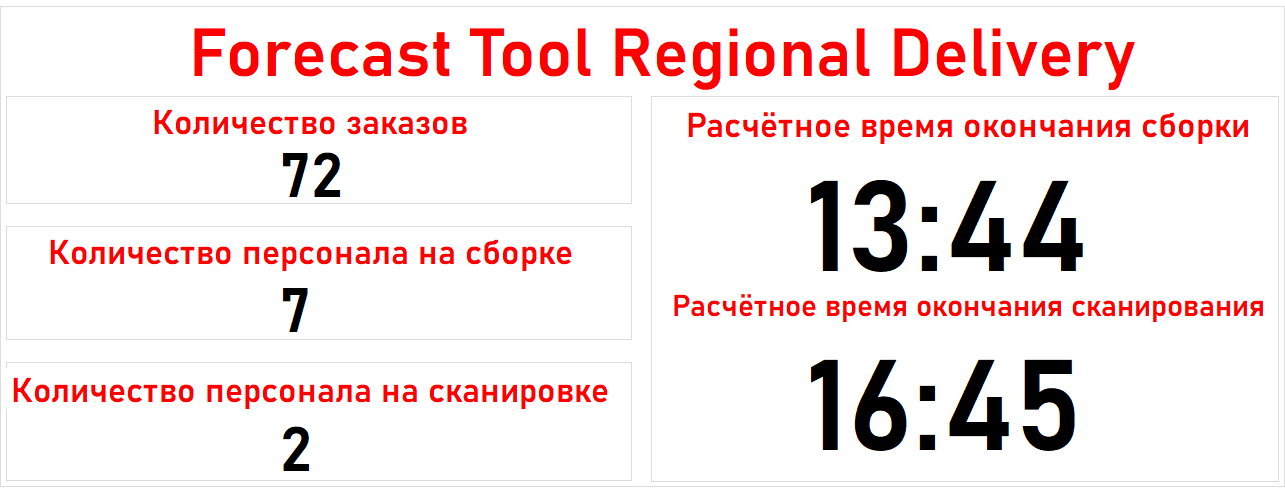 Forecast Tool Regional Delivery
Количество заказов
72
Количество персонала на сборке
7
Количество персонала на сканировке
2
Расчётное время окончания сборки
13:44
Расчётное время окончания сканирования
16:45